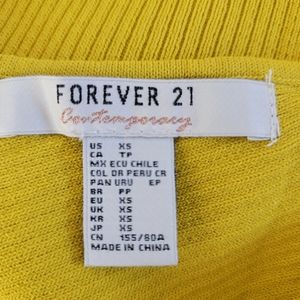 FOREVER 21
Contemporary
US XS
CA TP
MX ECU CHILE
COL DR PERU CR
PAN URU EP
BR PP
EU XS
UK XS
KR XS
JP XS
CN 155/80A
MADE IN CHINA